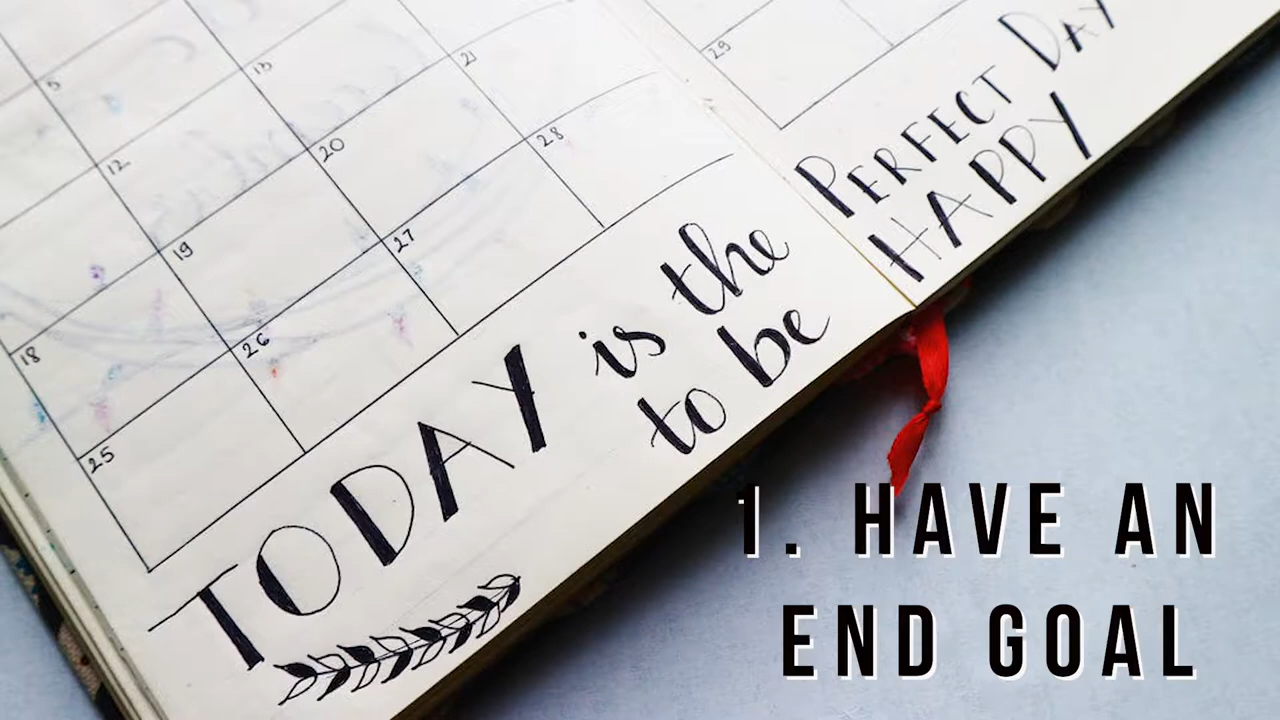 5
12 13
18 19 20 21
25 26 27 28
29
TODAY is the PERFECT DAY
to be HAPPY
1. HAVE AN
END GOAL